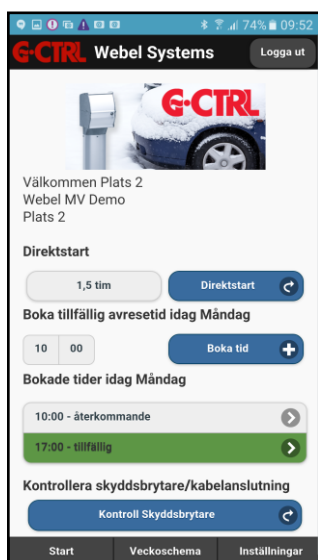 74% 09:52
G-CTRL Webel Systems Logga ut
G-CTRL
Välkommen Plats 2
Webel MV Demo
Plats 2
Direktstart
1,5 tim Direktstart
Boka tillfällig avresetid idag Måndag
10 00 Boka tid
Bokade tider idag Måndag
10:00 - återkommande
17:00 - tillfällig
Kontrollera skyddsbrytare/kabelanslutning
Kontroll Skyddsbrytare
Start Veckoschema Inställningar